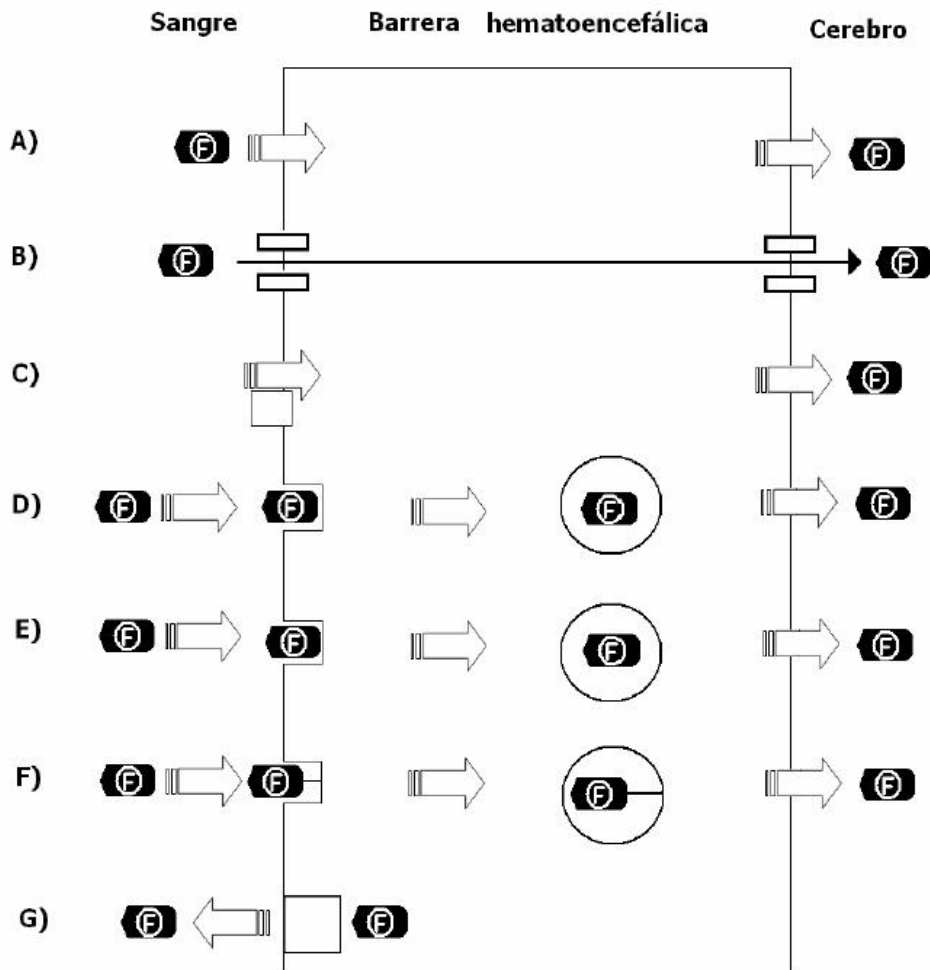 Sangre Barrera hematoencefálica Cerebro
A) F F
B) F F
C) F
D) F F F F
E) F F F F
F) F F F F
G) F F